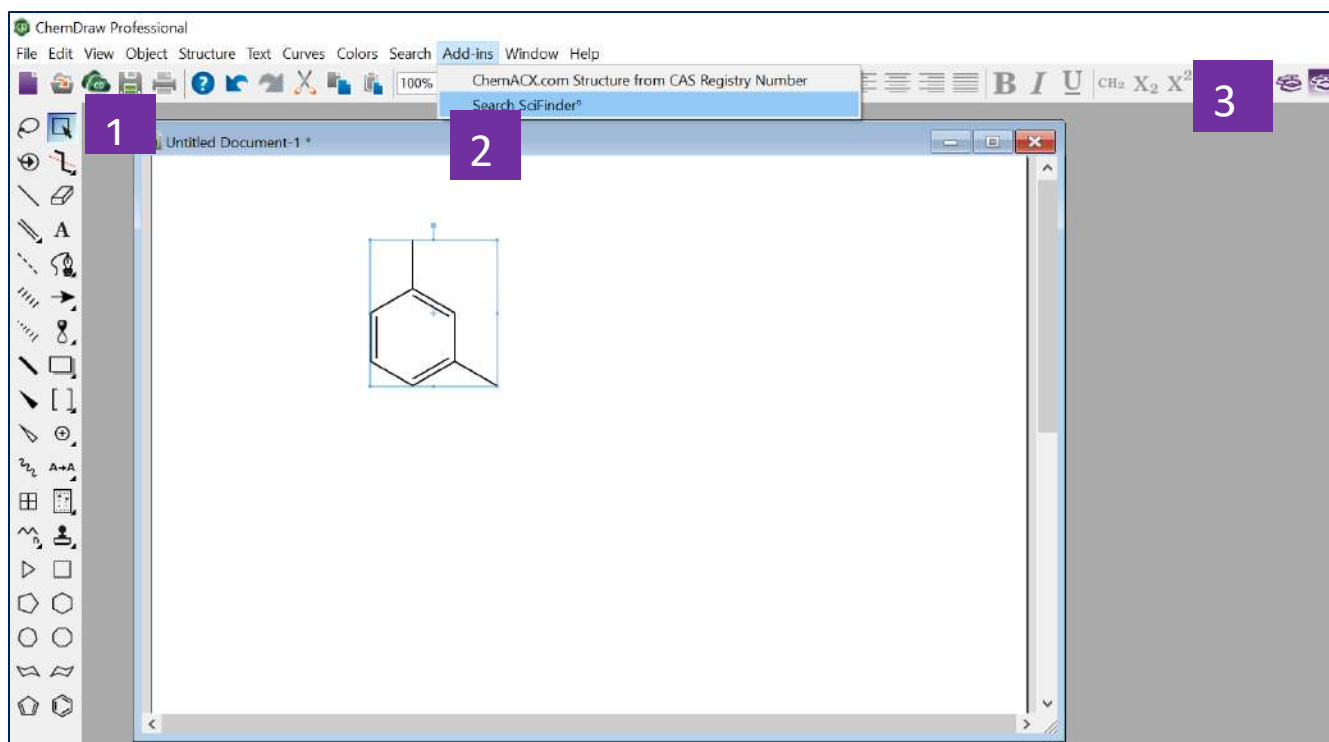 ChemDraw Professional
File Edit View Object Structure Text Curves Colors Search Add-ins Window Help
100%
ChemACX.com Structure from CAS Registry Number
B I U CH₂ X₂ X²
Search SciFinderⁿ
1
2
3
Untitled Document-1 *
A
A→A